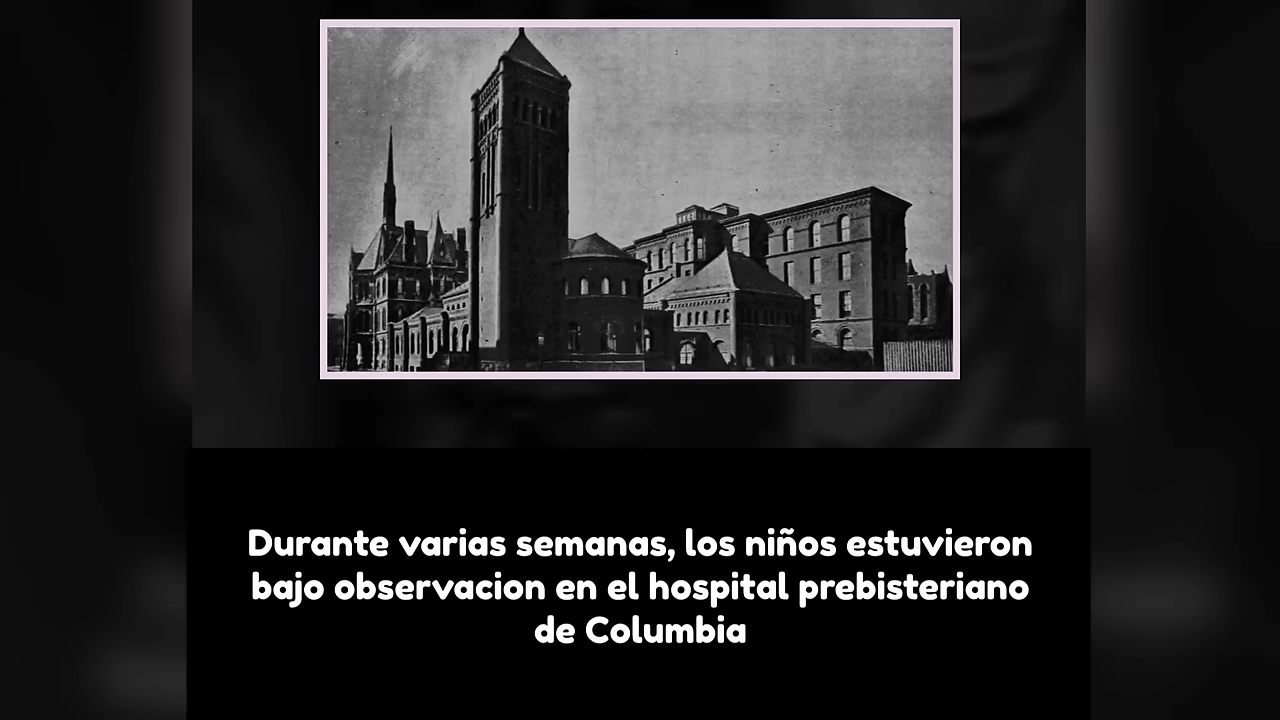 Durante varias semanas, los niños estuvieron
bajo observacion en el hospital prebisteriano
de Columbia